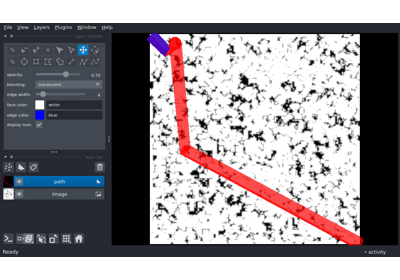 File View Layers Plugins Window Help
opacity: 0.70
blending: translucent
edge width:
face color: white
edge color: blue
display text:
path
Image
Ready
activity